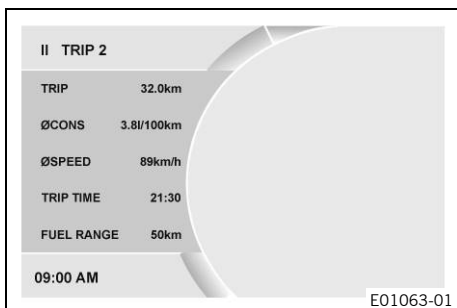 II TRIP 2
TRIP 32.0km
ØCONS 3.8l/100km
ØSPEED 89km/h
TRIP TIME 21:30
FUEL RANGE 50km
09:00 AM
E01063-01